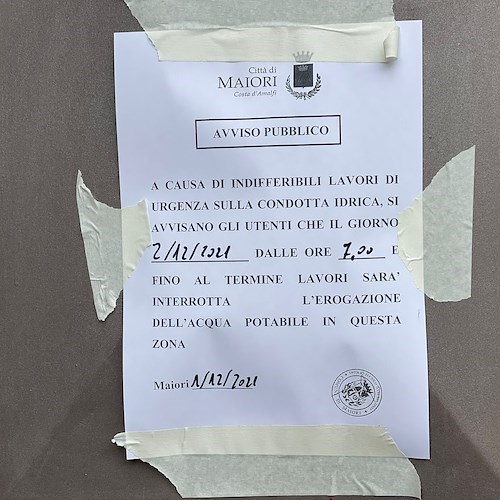 Città di
MAIORI
Costa d'Amalfi
AVVISO PUBBLICO
A CAUSA DI INDIFFERIBILI LAVORI DI
URGENZA SULLA CONDOTTA IDRICA, SI
AVVISANO GLI UTENTI CHE IL GIORNO
2/12/2021 DALLE ORE 7,00 E
FINO AL TERMINE LAVORI SARA'
INTERROTTA L'EROGAZIONE
DELL'ACQUA POTABILE IN QUESTA
ZONA
Maiori 1/12/2021
DI MAIORI